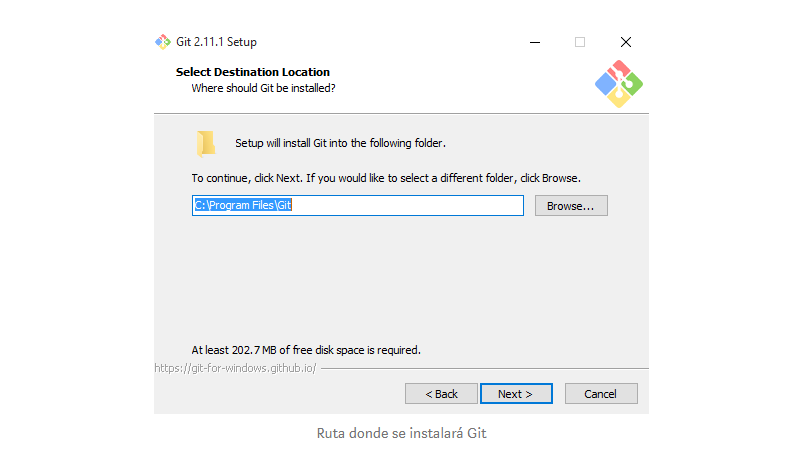 Git 2.11.1 Setup
Select Destination Location
Where should Git be installed?
Setup will install Git into the following folder.
To continue, click Next. If you would like to select a different folder, click Browse.
C:\Program Files\Git
Browse...
At least 202.7 MB of free disk space is required.
https://git-for-windows.github.io/
< Back
Next >
Cancel
Ruta donde se instalará Git